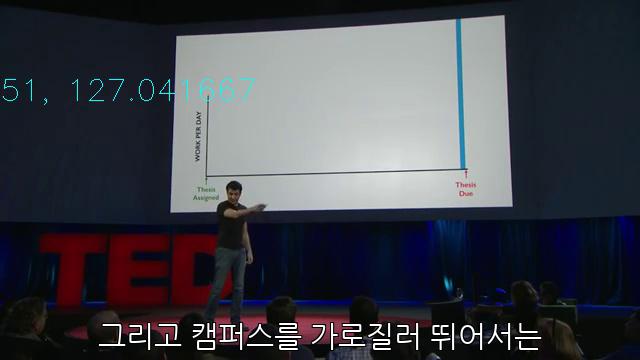 51, 127.041667
WORK PER DAY
Thesis
Assigned
Thesis
Due
TED
그리고 캠퍼스를 가로질러 뛰어서는